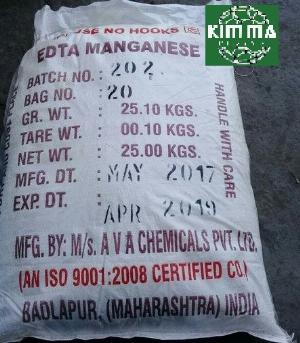 USE NO HOOKS
KIM MA
EDTA MANGANESE
BATCH NO. : 202
BAG NO. : 20
GR. WT. : 25.10 KGS.
TARE WT. : 00.10 KGS.
NET WT. : 25.00 KGS.
MFG. DT. : MAY 2017
EXP. DT. : APR 2019
HANDLE WITH CARE
MFG. BY: M/s. A V A CHEMICALS PVT. LTD.
(AN ISO 9001:2008 CERTIFIED CO.)
BADLAPUR, (MAHARASHTRA) INDIA